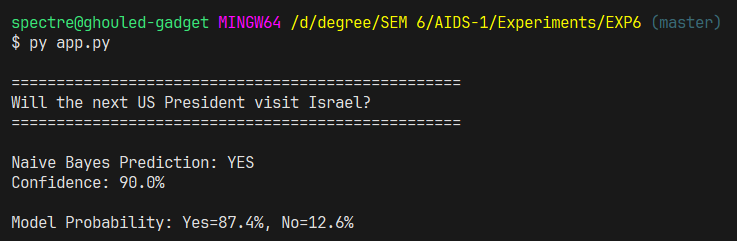 spectre@ghouled-gadget MINGW64 /d/degree/SEM 6/AIDS-1/Experiments/EXP6 (master)
$ py app.py
==================================================
Will the next US President visit Israel?
==================================================
Naive Bayes Prediction: YES
Confidence: 90.0%
Model Probability: Yes=87.4%, No=12.6%